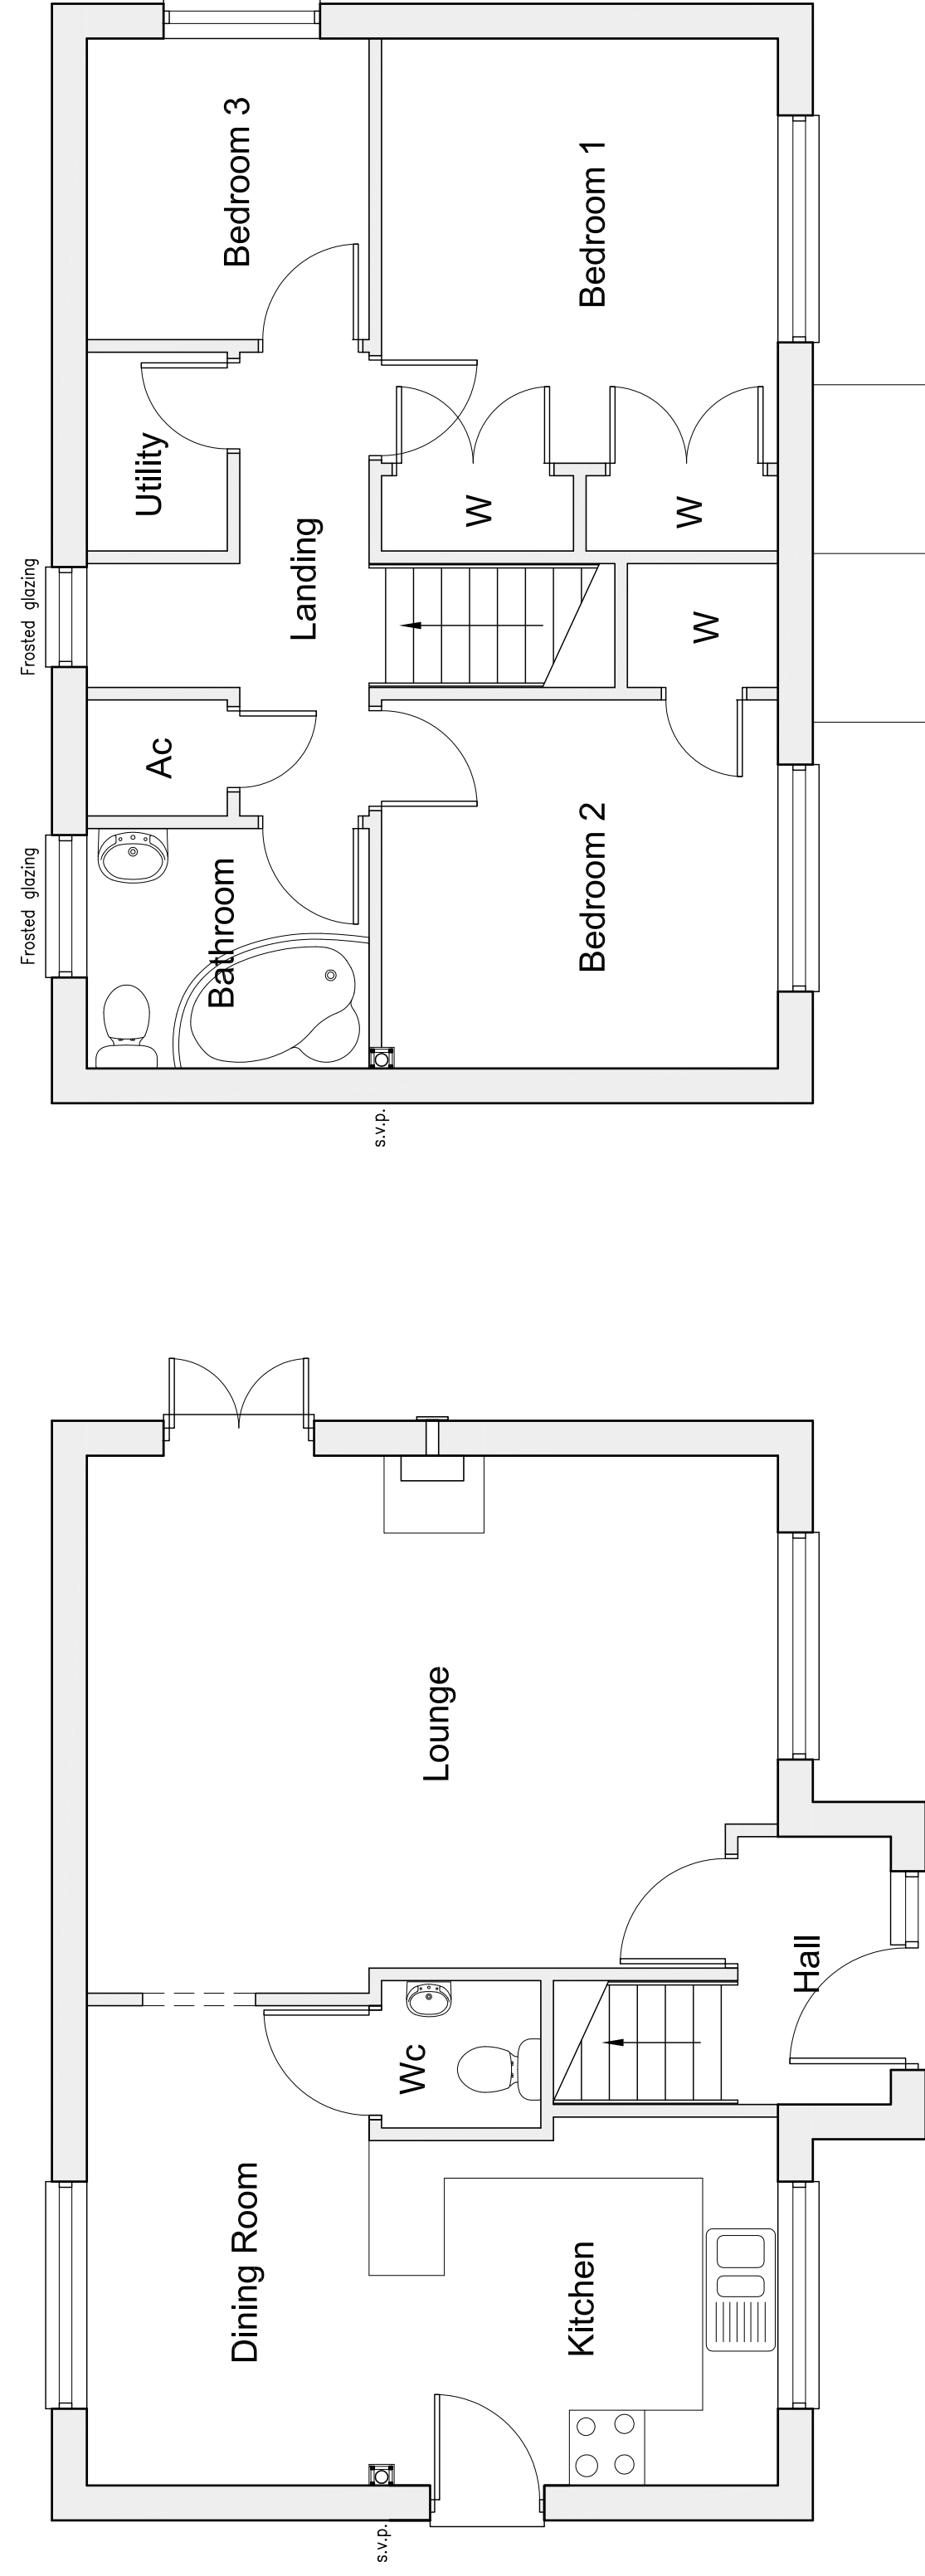 Frosted glazing
Frosted glazing
Bathroom
Ac
Utility
Bedroom 3
Landing
s.v.p.
W
W
W
Bedroom 2
Bedroom 1
Dining Room
s.v.p.
Wc
Lounge
Kitchen
Hall